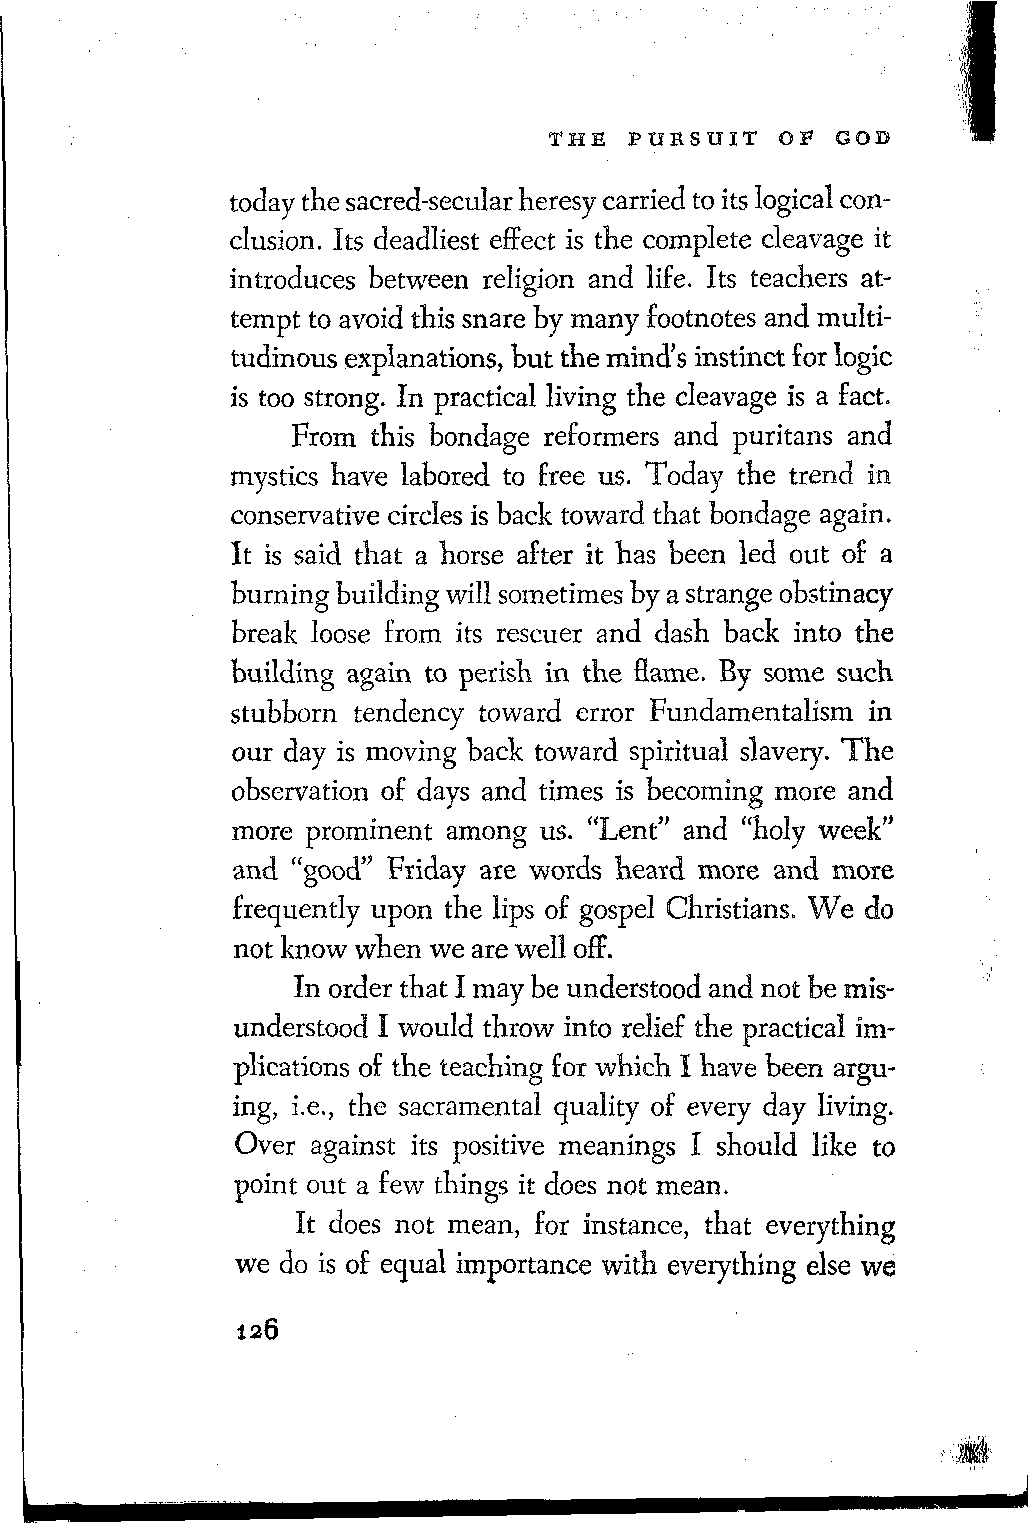 THE PURSUIT OF GOD
today the sacred-secular heresy carried to its logical con-
clusion. Its deadliest effect is the complete cleavage it
introduces between religion and life. Its teachers at-
tempt to avoid this snare by many footnotes and multi-
tudinous explanations, but the mind's instinct for logic
is too strong. In practical living the cleavage is a fact.
From this bondage reformers and puritans and
mystics have labored to free us. Today the trend in
conservative circles is back toward that bondage again.
It is said that a horse after it has been led out of a
burning building will sometimes by a strange obstinacy
break loose from its rescuer and dash back into the
building again to perish in the flame. By some such
stubborn tendency toward error Fundamentalism in
our day is moving back toward spiritual slavery. The
observation of days and times is becoming more and
more prominent among us. “Lent” and “holy week”
and “good” Friday are words heard more and more
frequently upon the lips of gospel Christians. We do
not know when we are well off.
In order that I may be understood and not be mis-
understood I would throw into relief the practical im-
plications of the teaching for which I have been argu-
ing, i.e., the sacramental quality of every day living.
Over against its positive meanings I should like to
point out a few things it does not mean.
It does not mean, for instance, that everything
we do is of equal importance with everything else we
126